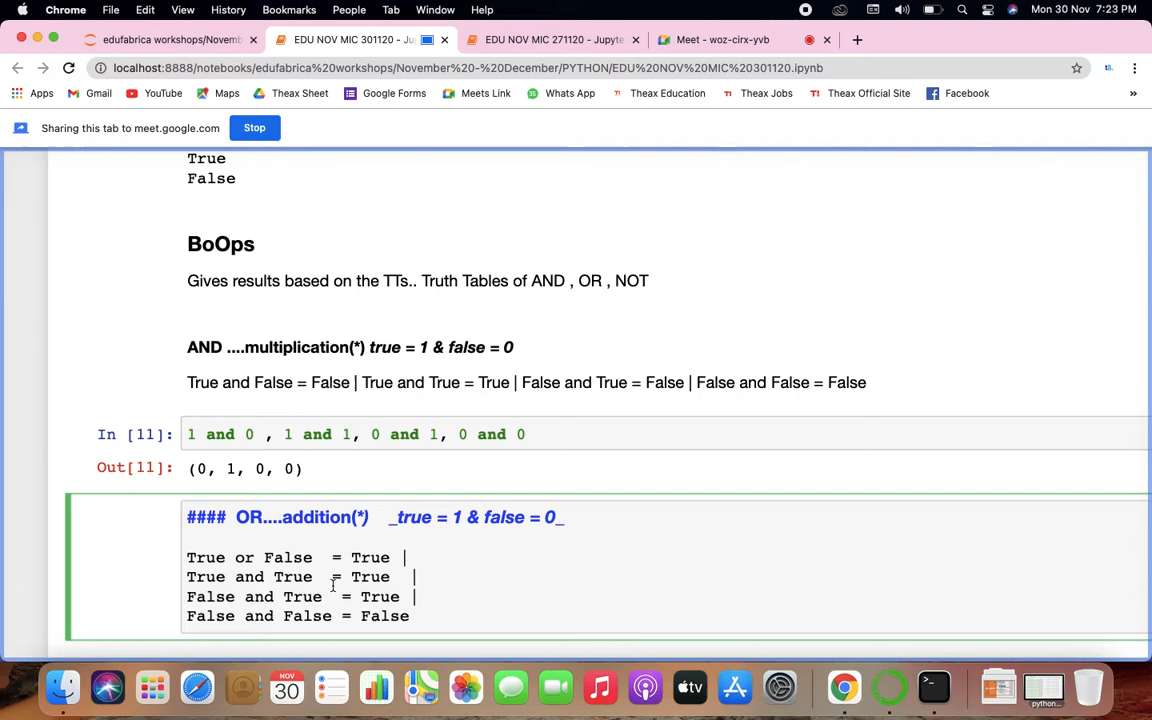 Chrome File Edit View History Bookmarks People Tab Window Help Mon 30 Nov 7:23 PM
edufabrica workshops/Novemb EDU NOV MIC 301120 - Ju EDU NOV MIC 271120 - Jupyte Meet - woz-cirx-yvb
localhost:8888/notebooks/edufabrica%20workshops/November%20-%20December/PYTHON/EDU%20NOV%20MIC%20301120.ipynb
Apps Gmail YouTube Maps Theax Sheet Google Forms Meets Link Whats App Theax Education Theax Jobs Theax Official Site Facebook »
Sharing this tab to meet.google.com Stop
True
False
BoOps
Gives results based on the TTs.. Truth Tables of AND , OR , NOT
AND ....multiplication(*) true = 1 & false = 0
True and False = False | True and True = True | False and True = False | False and False = False
In [11]: 1 and 0 , 1 and 1, 0 and 1, 0 and 0
Out[11]: (0, 1, 0, 0)
#### OR....addition(*) _true = 1 & false = 0_
True or False = True |
True and True = True |
False and True = True |
False and False = False
NOV
30
tv
python...